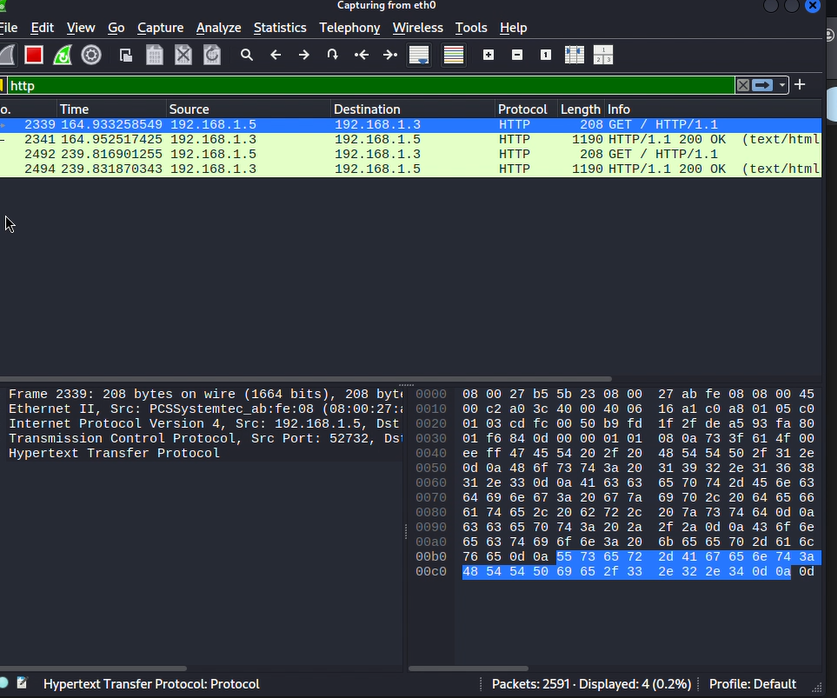 Capturing from eth0
File Edit View Go Capture Analyze Statistics Telephony Wireless Tools Help
http
o. Time Source Destination Protocol Length Info
2339 164.933258549 192.168.1.5 192.168.1.3 HTTP 208 GET / HTTP/1.1
2341 164.952517425 192.168.1.3 192.168.1.5 HTTP 1190 HTTP/1.1 200 OK (text/html
2492 239.816901255 192.168.1.5 192.168.1.3 HTTP 208 GET / HTTP/1.1
2494 239.831870343 192.168.1.3 192.168.1.5 HTTP 1190 HTTP/1.1 200 OK (text/html
Frame 2339: 208 bytes on wire (1664 bits), 208 byte
Ethernet II, Src: PCSSystemtec_ab:fe:08 (08:00:27:a
Internet Protocol Version 4, Src: 192.168.1.5, Dst
Transmission Control Protocol, Src Port: 52732, Dst
Hypertext Transfer Protocol
0000 08 00 27 b5 5b 23 08 00 27 ab fe 08 08 00 45
0010 00 c2 a0 3c 40 00 40 06 16 a1 c0 a8 01 05 c0
0020 01 03 cd fc 00 50 b9 fd 1f 2f de a5 93 fa 80
0030 01 f6 84 0d 00 00 01 01 08 0a 73 3f 61 4f 00
0040 ee ff 47 45 54 20 2f 20 48 54 54 50 2f 31 2e
0050 0d 0a 48 6f 73 74 3a 20 31 39 32 2e 31 36 38
0060 31 2e 33 0d 0a 41 63 63 65 70 74 2d 45 6e 63
0070 64 69 6e 67 3a 20 67 7a 69 70 2c 20 64 65 66
0080 61 74 65 2c 20 62 72 2c 20 7a 73 74 64 0d 0a
0090 63 63 65 70 74 3a 20 2a 2f 2a 0d 0a 43 6f 6e
00a0 65 63 74 69 6f 6e 3a 20 6b 65 65 70 2d 61 6c
00b0 76 65 0d 0a 55 73 65 72 2d 41 67 65 6e 74 3a
00c0 48 54 54 50 69 65 2f 33 2e 32 2e 34 0d 0a 0d
Hypertext Transfer Protocol: Protocol
Packets: 2591 · Displayed: 4 (0.2%)
Profile: Default